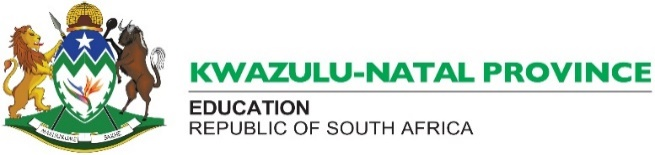 KWAZULU-NATAL PROVINCE
EDUCATION
REPUBLIC OF SOUTH AFRICA